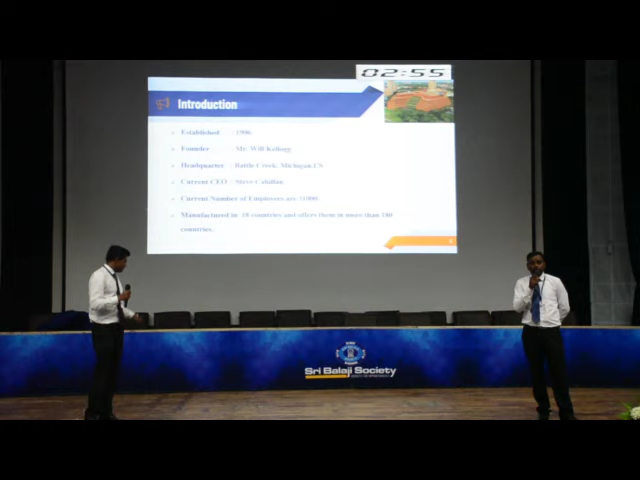 02:55
Introduction
Established : 1906
Founder : Mr. Will Kellogg
Headquarter : Battle Creek, Michigan,US
Current CEO : Steve Cahillan
Current Number of Employees are
Manufactured in 18 countries and offers them in more than 180
countries.
Sri Balaji Society